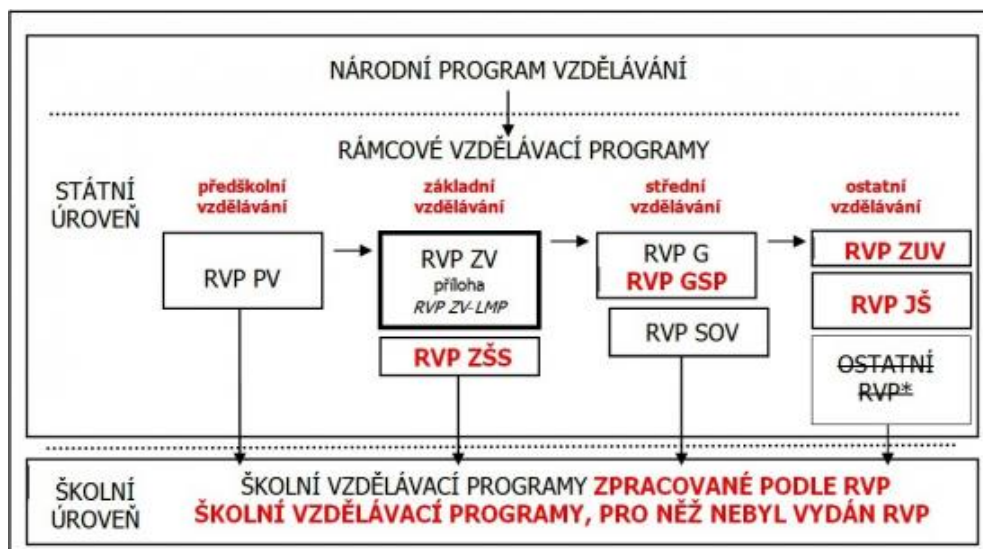 NÁRODNÍ PROGRAM VZDĚLÁVÁNÍ
RÁMCOVÉ VZDĚLÁVACÍ PROGRAMY
STÁTNÍ
ÚROVEŇ
předškolní
vzdělávání
základní
vzdělávání
střední
vzdělávání
ostatní
vzdělávání
RVP PV
RVP ZV
příloha
RVP ZV-LMP
RVP ZŠS
RVP G
RVP GSP
RVP SOV
RVP ZUV
RVP JŠ
OSTATNÍ
RVP*
ŠKOLNÍ
ÚROVEŇ
ŠKOLNÍ VZDĚLÁVACÍ PROGRAMY ZPRACOVANÉ PODLE RVP
ŠKOLNÍ VZDĚLÁVACÍ PROGRAMY, PRO NĚŽ NEBYL VYDÁN RVP